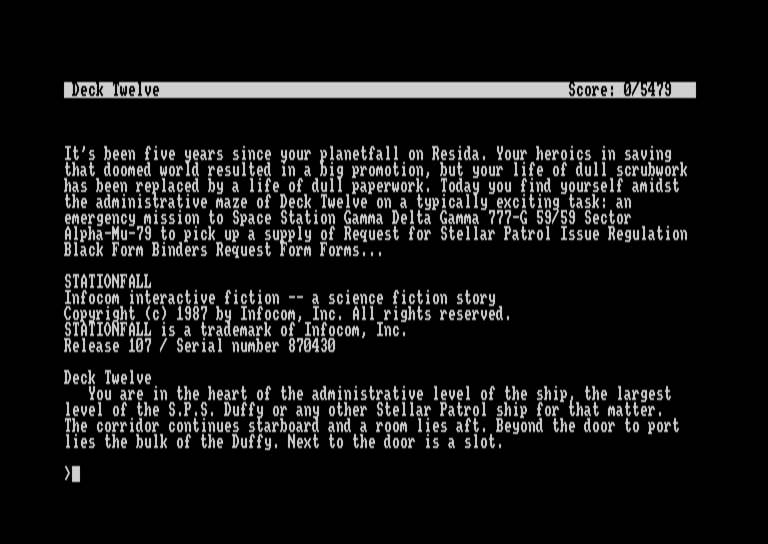 Deck Twelve Score: 0/5479
It's been five years since your planetfall on Resida. Your heroics in saving
that doomed world resulted in a big promotion, but your life of dull scrubwork
has been replaced by a life of dull paperwork. Today you find yourself amidst
the administrative maze of Deck Twelve on a typically exciting task: an
emergency mission to Space Station Gamma Delta Gamma 777-G 59/59 Sector
Alpha-Mu-79 to pick up a supply of Request for Stellar Patrol Issue Regulation
Black Form Binders Request Form Forms...
STATIONFALL
Infocom interactive fiction -- a science fiction story
Copyright (c) 1987 by Infocom, Inc. All rights reserved.
STATIONFALL is a trademark of Infocom, Inc.
Release 107 / Serial number 870430
Deck Twelve
You are in the heart of the administrative level of the ship, the largest
level of the S.P.S. Duffy or any other Stellar Patrol ship for that matter.
The corridor continues starboard and a room lies aft. Beyond the door to port
lies the bulk of the Duffy. Next to the door is a slot.
>